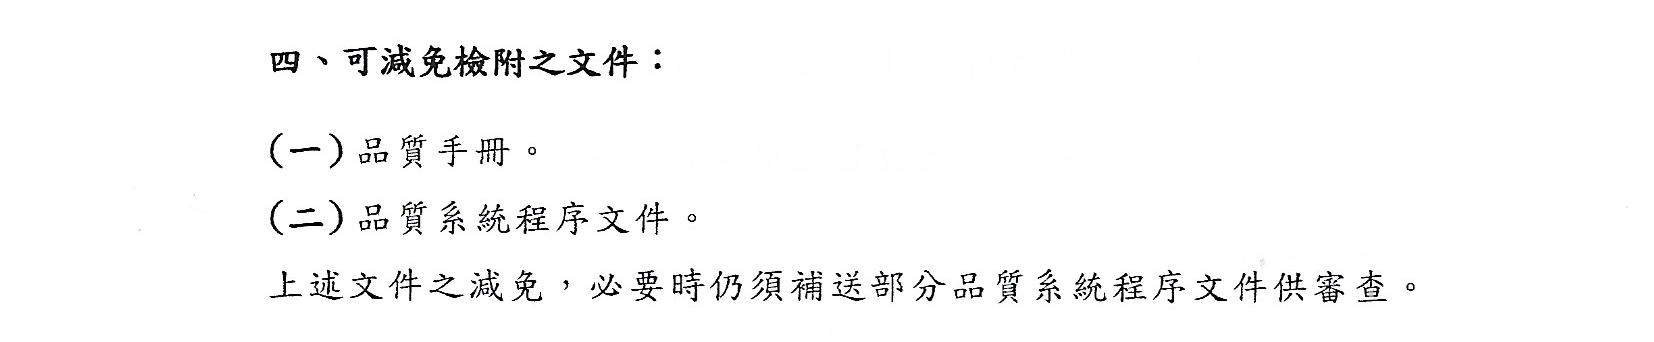 四、可減免檢附之文件：
(一)品質手冊。
(二)品質系統程序文件。
上述文件之減免，必要時仍須補送部分品質系統程序文件供審查。